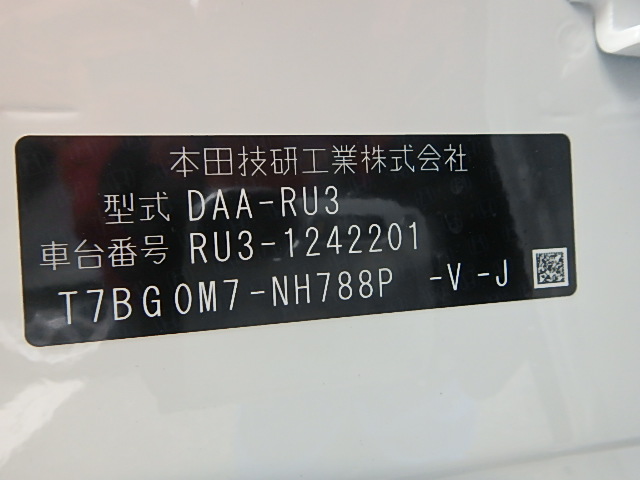 本田技研工業株式会社
型式 DAA-RU3
車台番号 RU3-1242201
T7BG0M7-NH788P -V -J